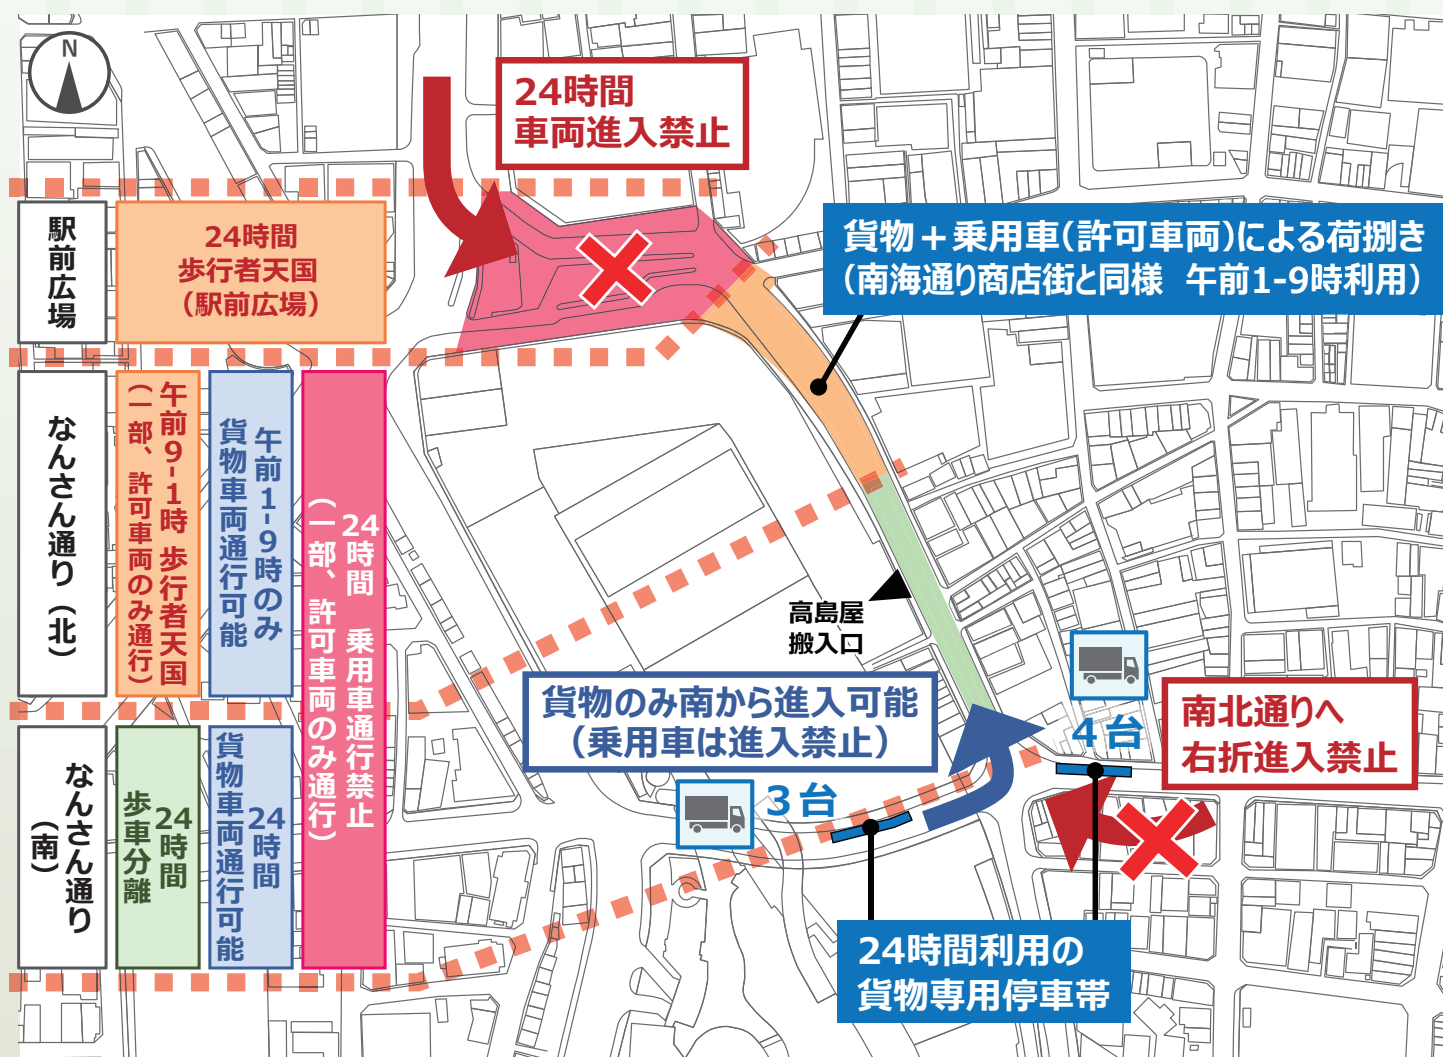 N
24時間
車両進入禁止
駅前広場
24時間
歩行者天国
（駅前広場）
貨物＋乗用車(許可車両)による荷捌き
（南海通り商店街と同様　午前1-9時利用）
なんさん通り（北）
午前9-1時 歩行者天国
（一部、許可車両のみ通行）
午前1-9時のみ
貨物車両通行可能
24時間　乗用車通行禁止
（一部、許可車両のみ通行）
高島屋
搬入口
貨物のみ南から進入可能
（乗用車は進入禁止）
4台
南北通りへ
右折進入禁止
3台
なんさん通り
（南）
24時間
歩車分離
24時間
貨物車両通行可能
24時間利用の
貨物専用停車帯